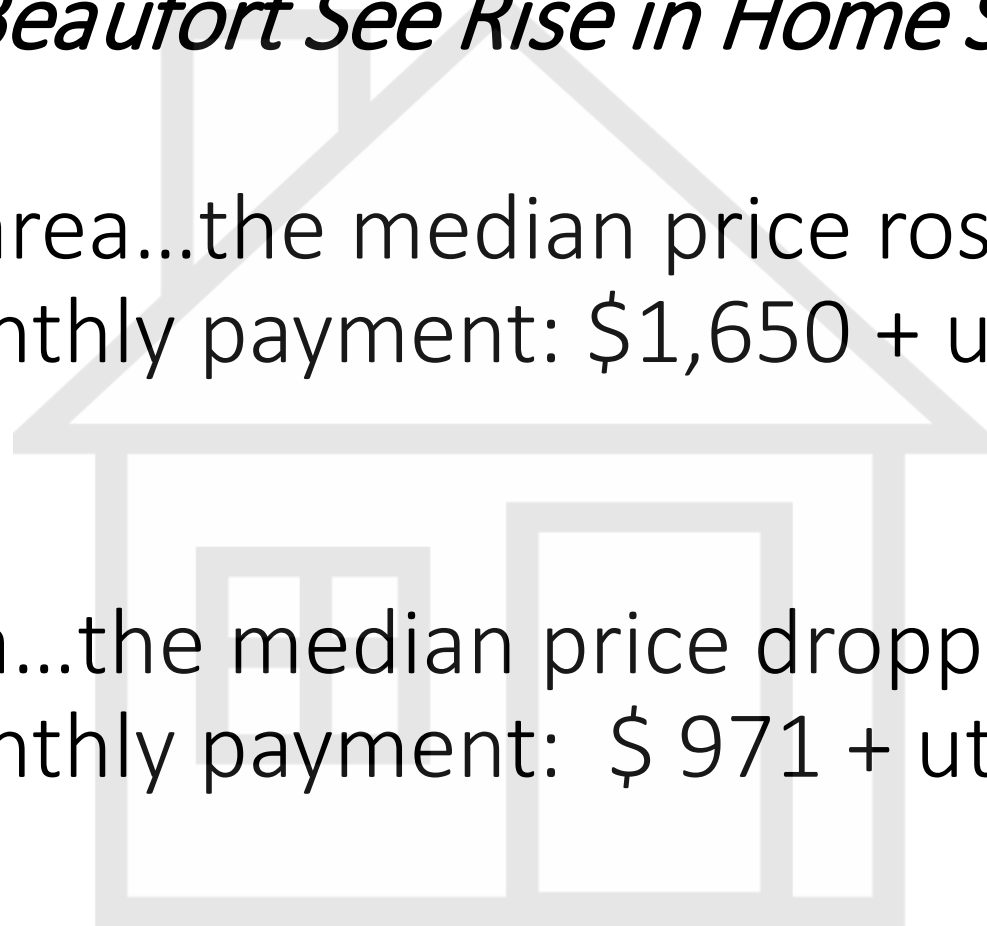 Beaufort See Rise in Home S
area...the median price ros
nthly payment: $1,650 + u
...the median price dropp
nthly payment:  $ 971 + ut